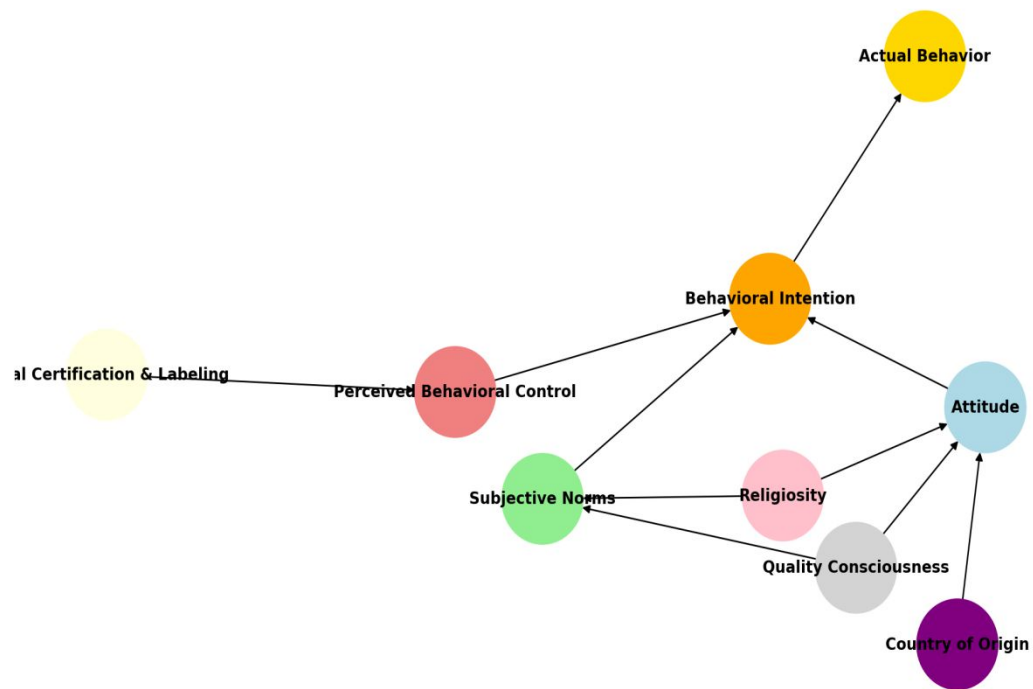 Actual Behavior
Behavioral Intention
al Certification & Labeling
Perceived Behavioral Control
Attitude
Subjective Norms
Religiosity
Quality Consciousness
Country of Origin